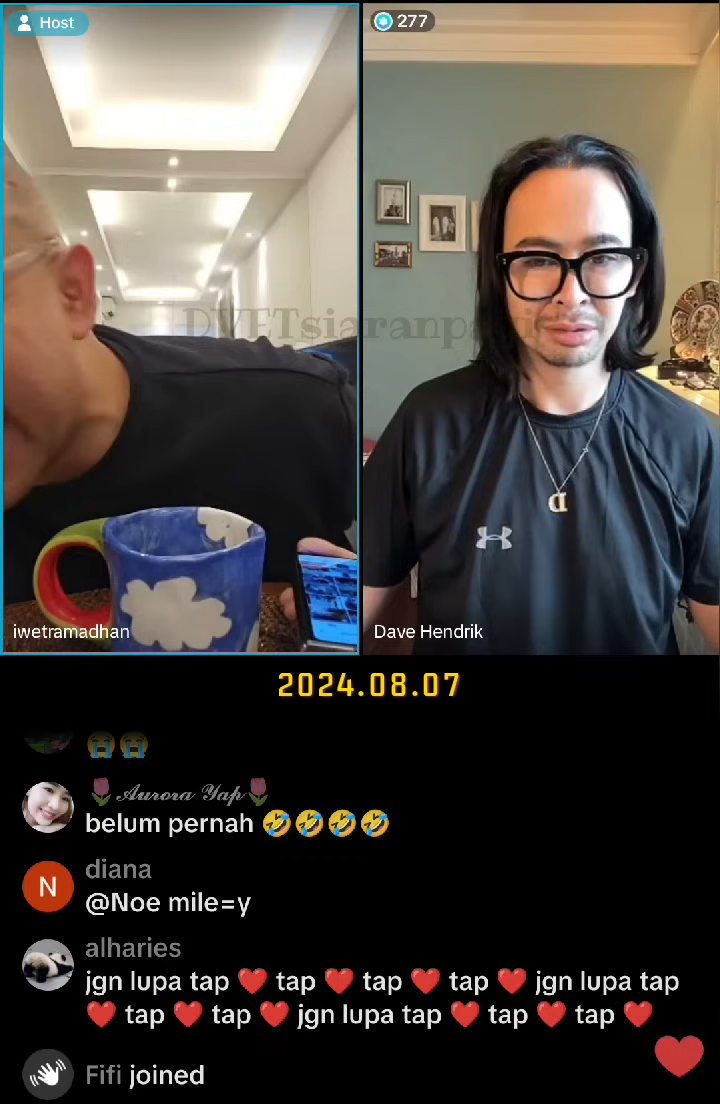 Host
277
DVFTsiaranpagie
iwetramadhan
Dave Hendrik
2024.08.07
😭😭
🌷𝒜𝓊𝓇𝑜𝓇𝒶 𝒴𝒶𝓅🌷
belum pernah 🤣🤣🤣🤣
diana
N
@Noe mile=y
alharies
jgn lupa tap ❤️ tap ❤️ tap ❤️ tap ❤️ jgn lupa tap
❤️ tap ❤️ tap ❤️ jgn lupa tap ❤️ tap ❤️ tap ❤️
Fifi joined